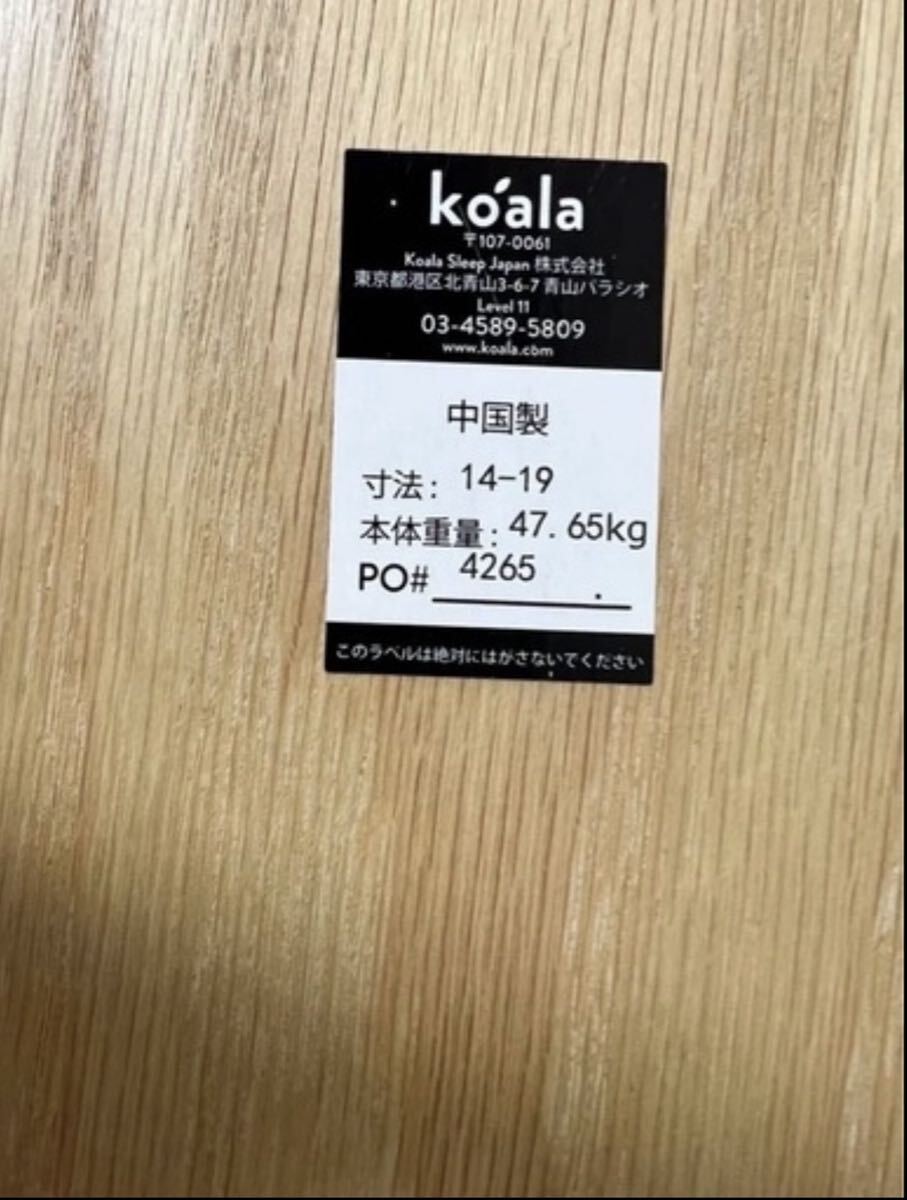 koala
〒107-0061
Koala Sleep Japan 株式会社
東京都港区北青山3-6-7 青山パラシオ
Level 11
03-4589-5809
www.koala.com
中国製
寸法: 14-19
本体重量: 47.65kg
PO# 4265
このラベルは絶対にはがさないでください